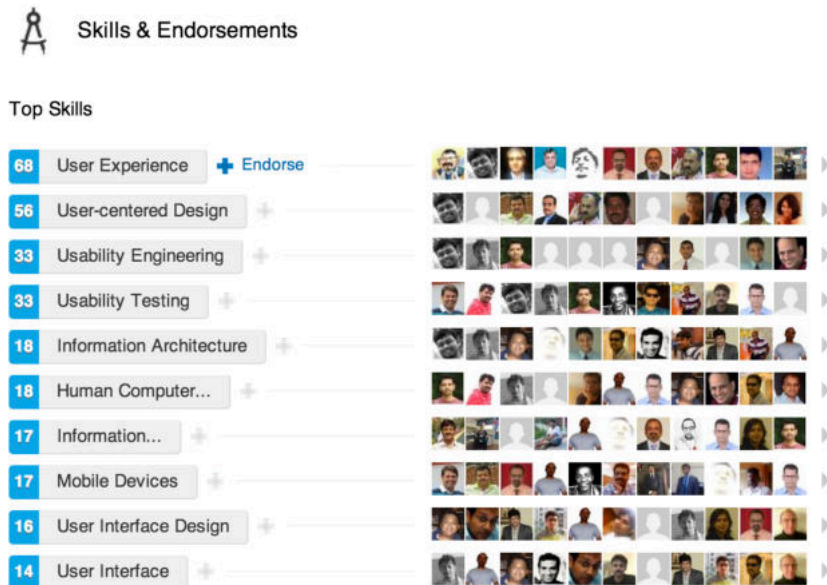 Skills & Endorsements
Top Skills
68 User Experience Endorse
56 User-centered Design
33 Usability Engineering
33 Usability Testing
18 Information Architecture
18 Human Computer...
17 Information...
17 Mobile Devices
16 User Interface Design
14 User Interface